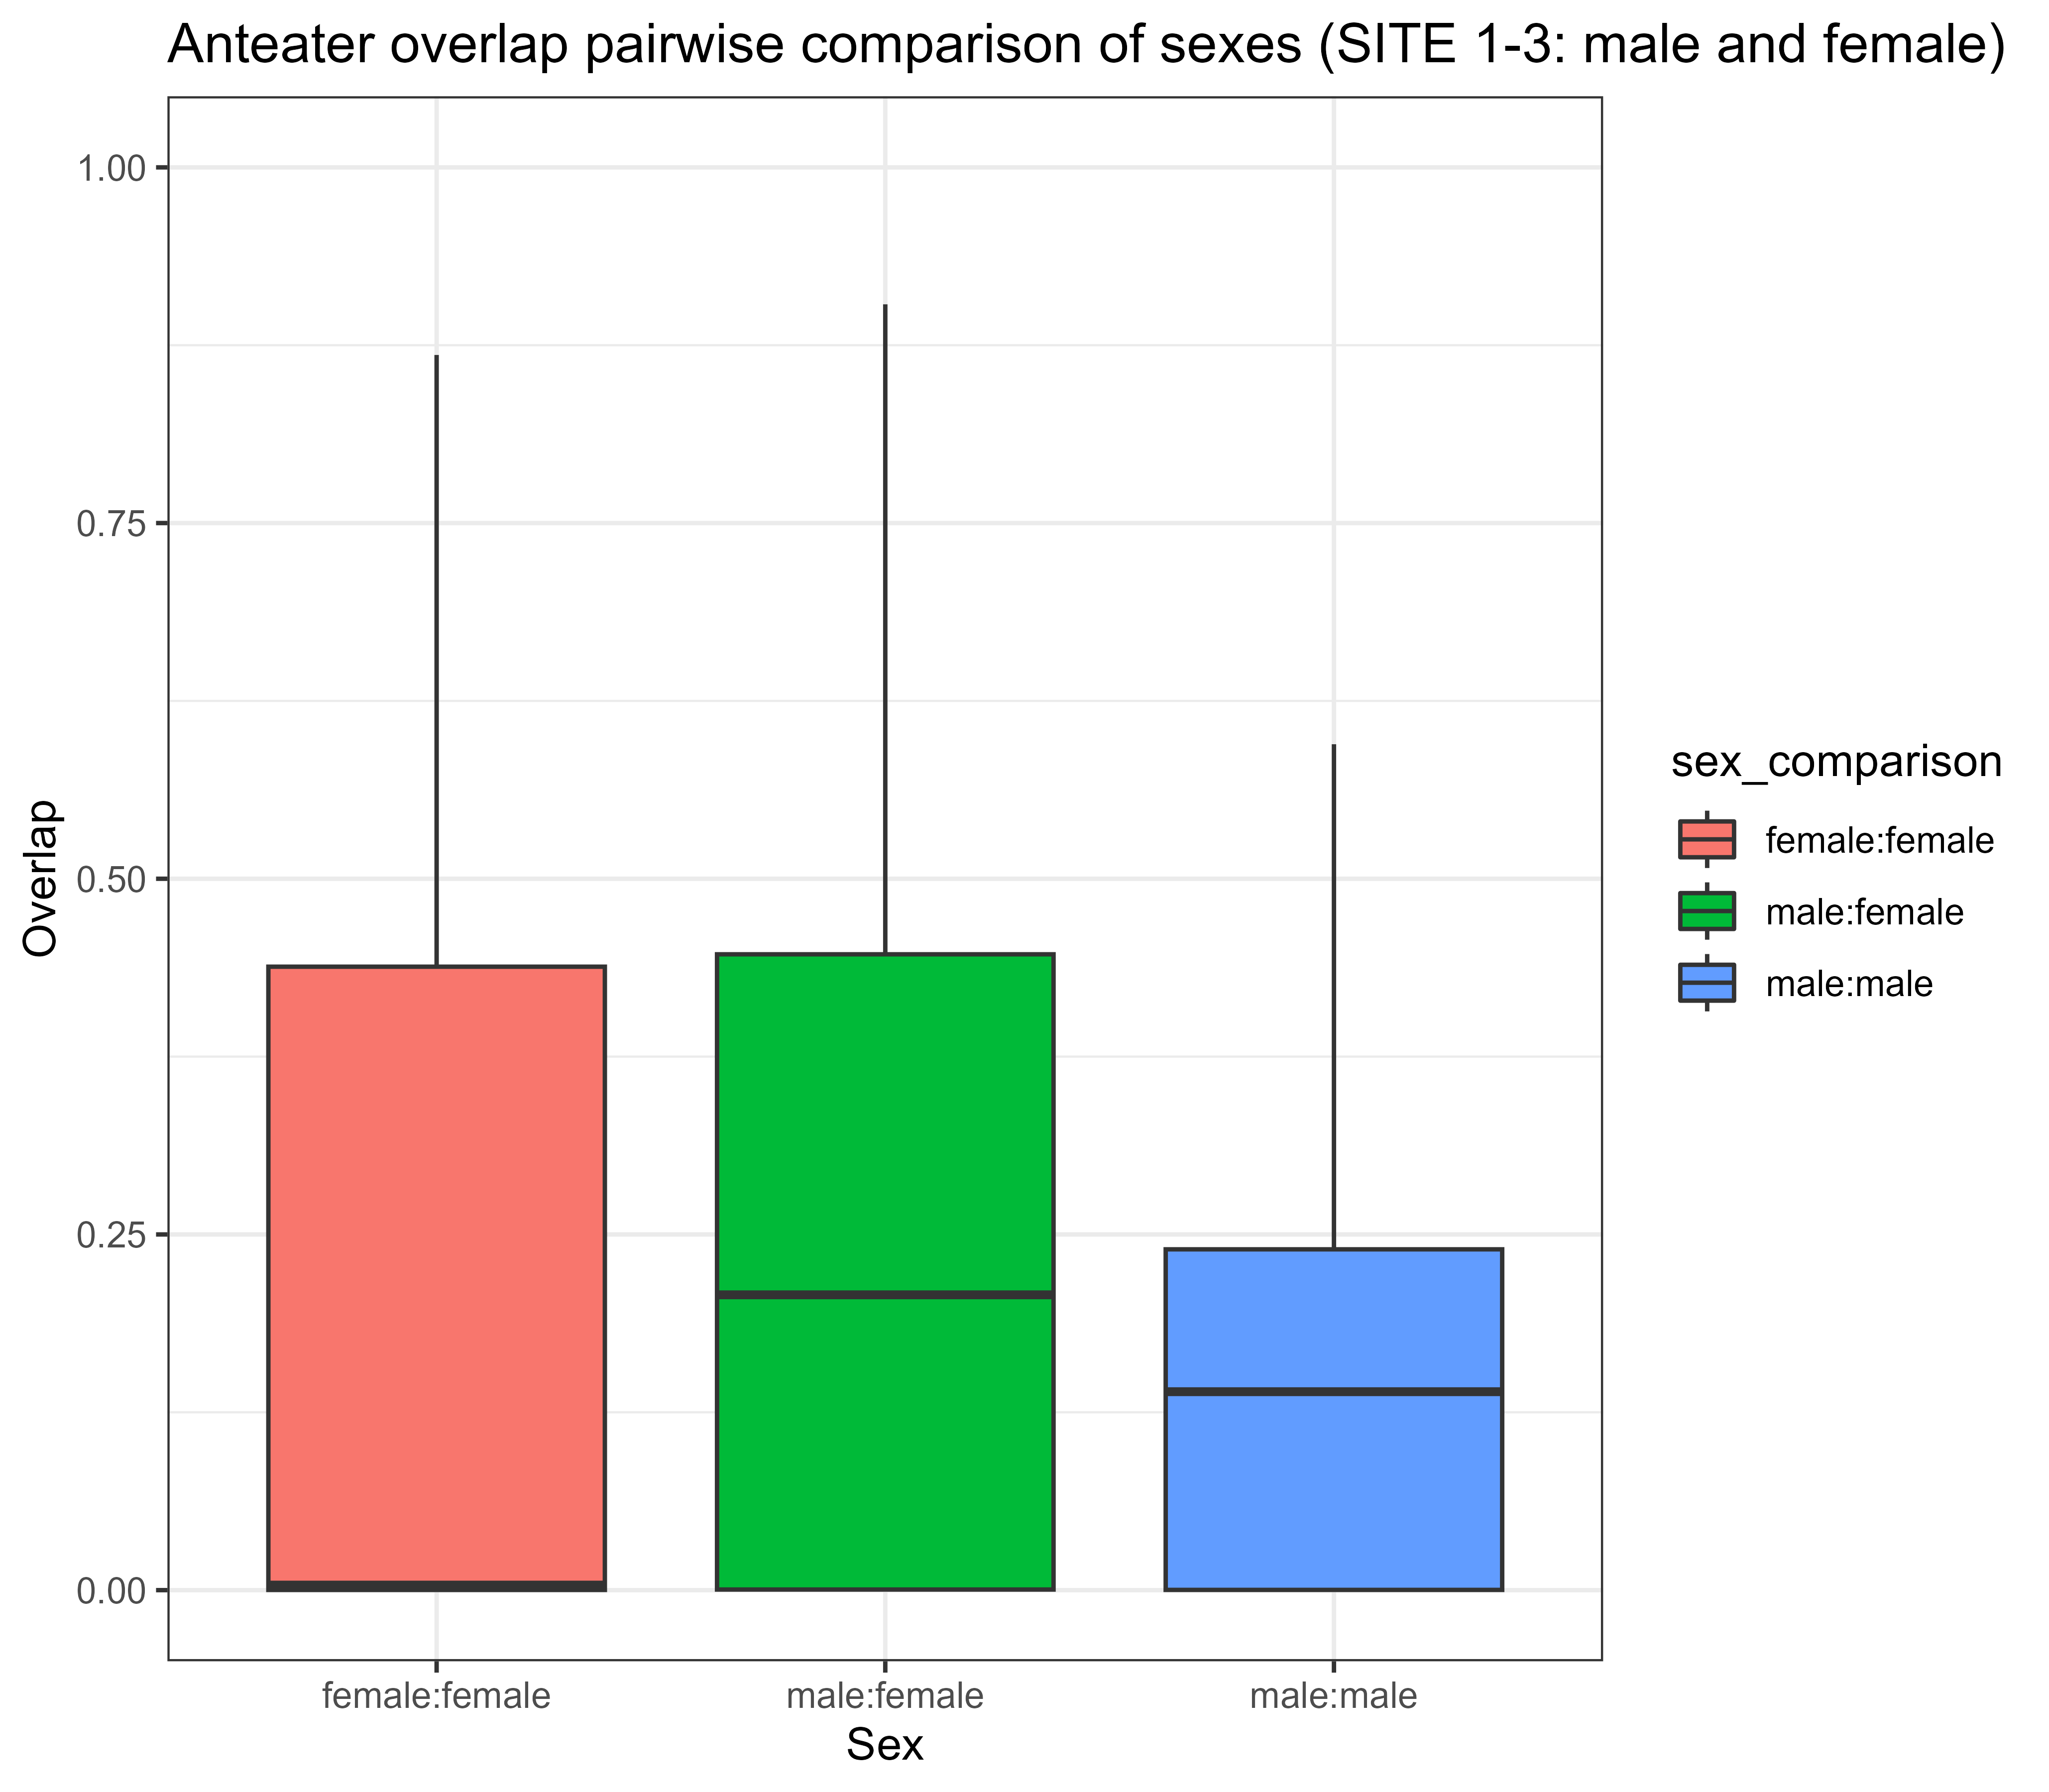 Anteater overlap pairwise comparison of sexes (SITE 1-3: male and female)
1.00
0.75
0.50
0.25
0.00
Overlap
female:female
male:female
male:male
Sex
sex_comparison
female:female
male:female
male:male